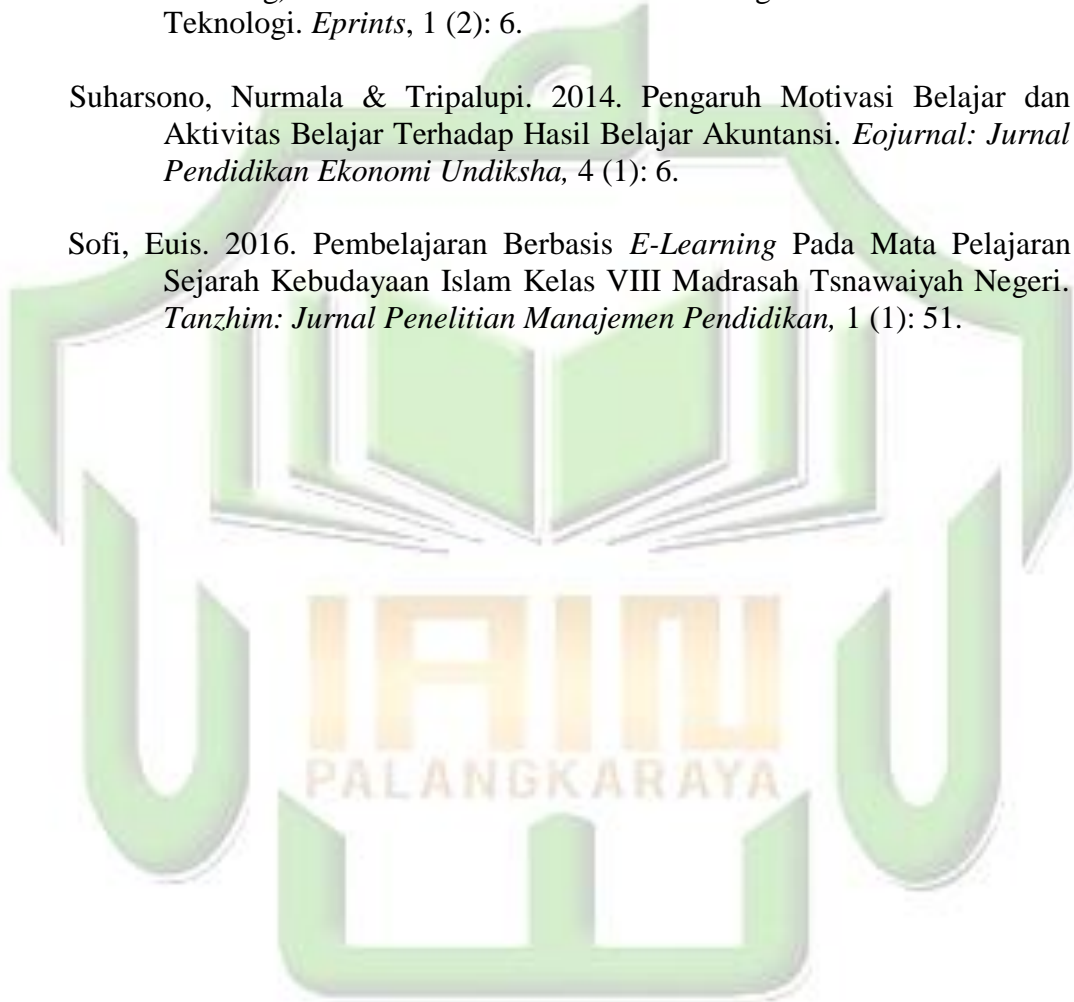 Teknologi. Eprints, 1 (2): 6.
Suharsono, Nurmala & Tripalupi. 2014. Pengaruh Motivasi Belajar dan
Aktivitas Belajar Terhadap Hasil Belajar Akuntansi. Eojurnal: Jurnal
Pendidikan Ekonomi Undiksha, 4 (1): 6.
Sofi, Euis. 2016. Pembelajaran Berbasis E-Learning Pada Mata Pelajaran
Sejarah Kebudayaan Islam Kelas VIII Madrasah Tsnawaiyah Negeri.
Tanzhim: Jurnal Penelitian Manajemen Pendidikan, 1 (1): 51.
IAIN
PALANGKARAYA